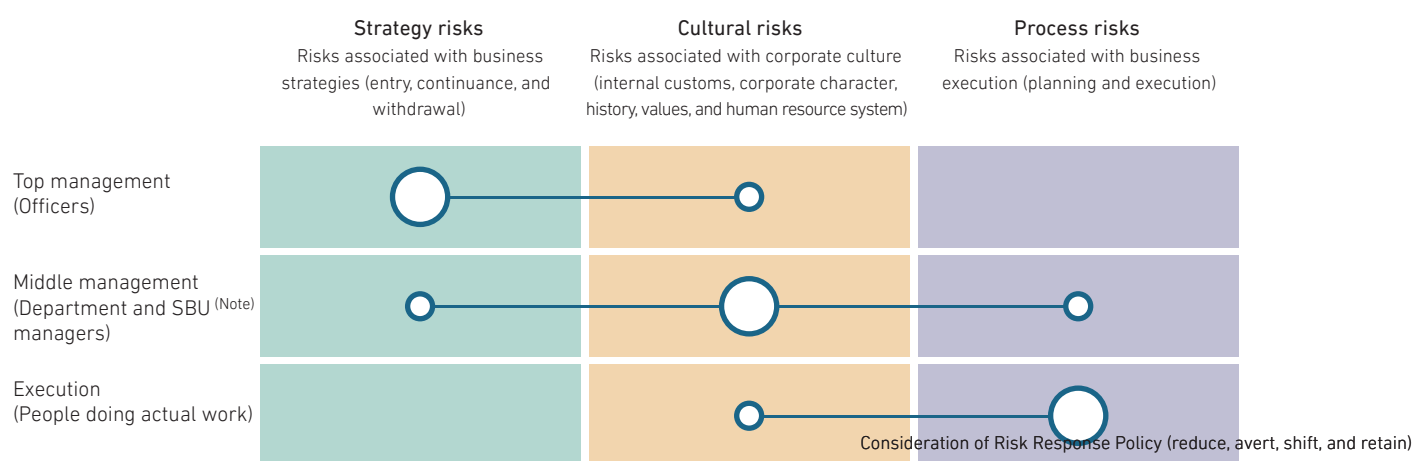 Strategy risks
Risks associated with business
strategies (entry, continuance, and
withdrawal)
Cultural risks
Risks associated with corporate culture
(internal customs, corporate character,
history, values, and human resource system)
Process risks
Risks associated with business
execution (planning and execution)
Top management
(Officers)
Middle management
(Department and SBU (Note)
managers)
Execution
(People doing actual work)
Consideration of Risk Response Policy (reduce, avert, shift, and retain)